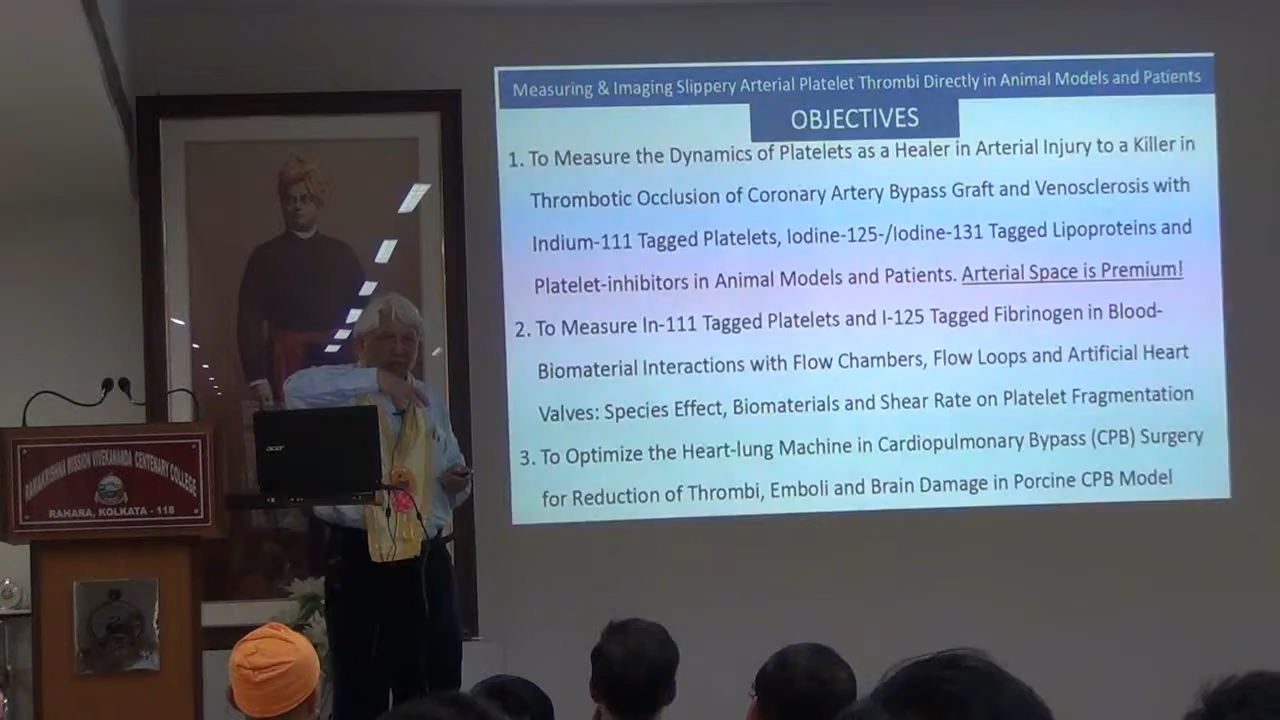 Measuring & Imaging Slippery Arterial Platelet Thrombi Directly in Animal Models and Patients
OBJECTIVES
1. To Measure the Dynamics of Platelets as a Healer in Arterial Injury to a Killer in
Thrombotic Occlusion of Coronary Artery Bypass Graft and Venosclerosis with
Indium-111 Tagged Platelets, Iodine-125-/Iodine-131 Tagged Lipoproteins and
Platelet-inhibitors in Animal Models and Patients. Arterial Space is Premium!
2. To Measure In-111 Tagged Platelets and I-125 Tagged Fibrinogen in Blood-
Biomaterial Interactions with Flow Chambers, Flow Loops and Artificial Heart
Valves: Species Effect, Biomaterials and Shear Rate on Platelet Fragmentation
3. To Optimize the Heart-lung Machine in Cardiopulmonary Bypass (CPB) Surgery
for Reduction of Thrombi, Emboli and Brain Damage in Porcine CPB Model
acer
RAMAKRISHNA MISSION VIVEKANANDA CENTENARY COLLEGE
RAHARA, KOLKATA - 118